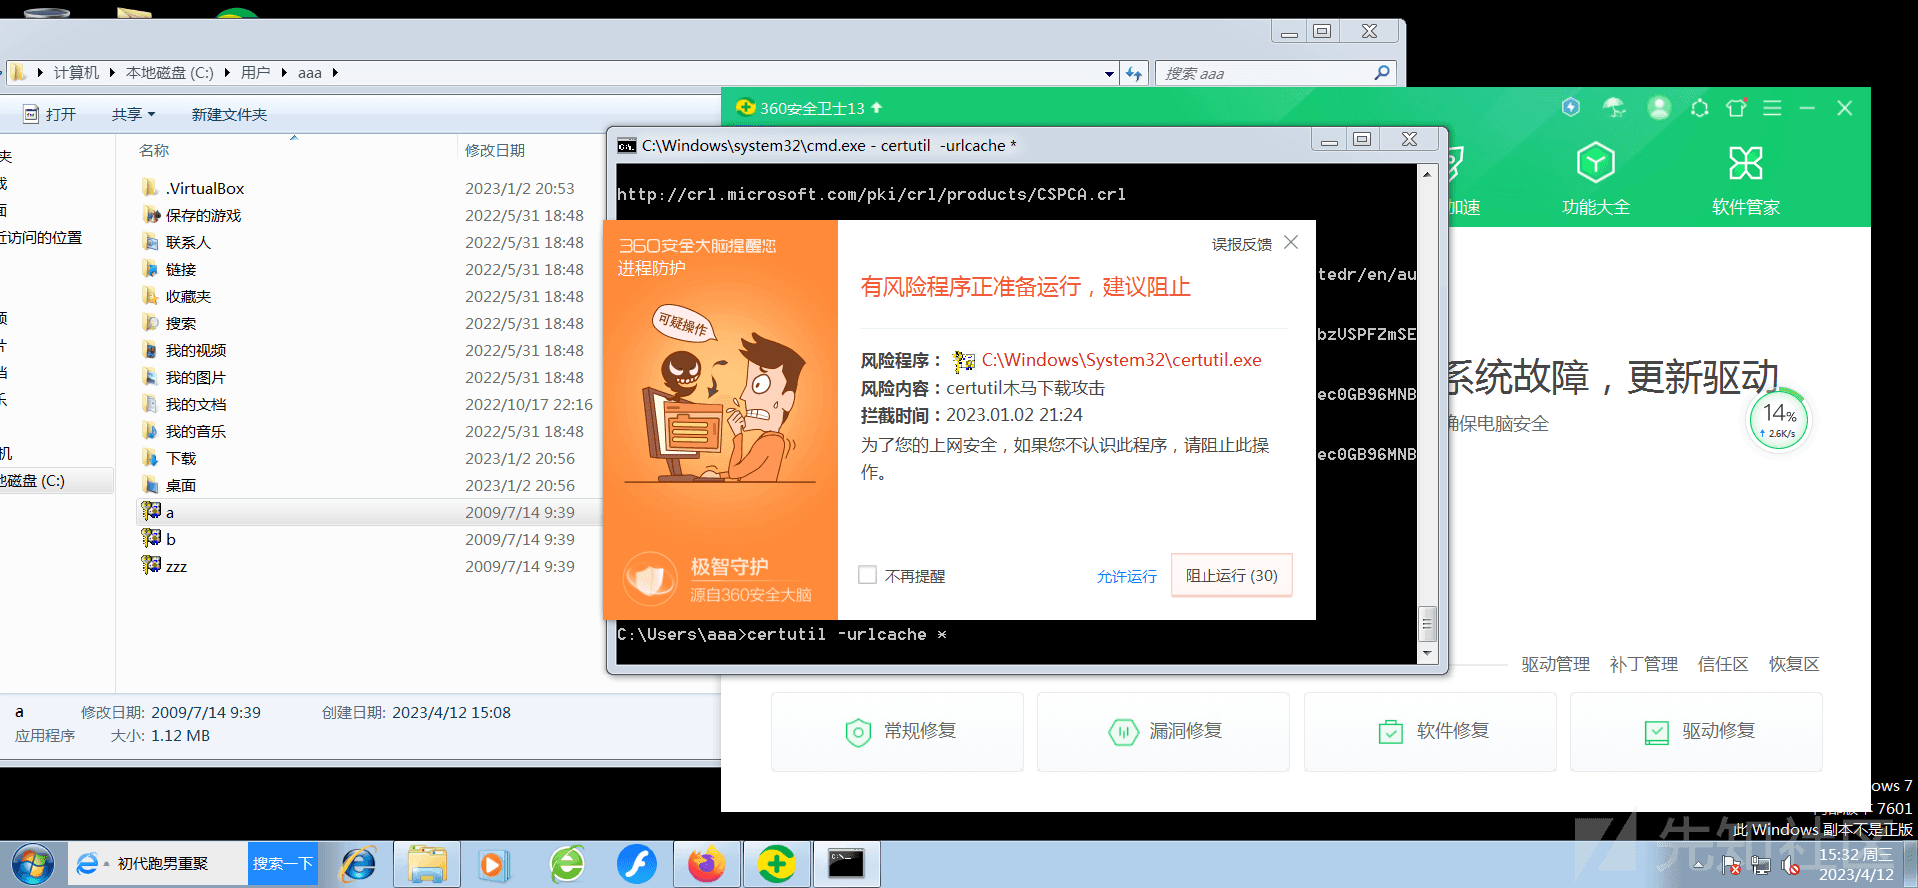 计算机 本地磁盘 (C:) 用户 aaa
搜索 aaa
打开 共享 新建文件夹
名称 修改日期
.VirtualBox 2023/1/2 20:53
保存的游戏 2022/5/31 18:48
联系人 2022/5/31 18:48
链接 2022/5/31 18:48
收藏夹 2022/5/31 18:48
搜索 2022/5/31 18:48
我的视频 2022/5/31 18:48
我的图片 2022/5/31 18:48
我的文档 2022/10/17 22:16
我的音乐 2022/5/31 18:48
下载 2023/1/2 20:56
桌面 2023/1/2 20:56
a 2009/7/14 9:39
b 2009/7/14 9:39
zzz 2009/7/14 9:39
夹
面
近访问的位置
频
片
档
乐
机
地磁盘 (C:)
a 修改日期: 2009/7/14 9:39 创建日期: 2023/4/12 15:08
应用程序 大小: 1.12 MB
360安全卫士13
加速 功能大全 软件管家
系统故障，更新驱动
确保电脑安全
14%
2.6K/s
驱动管理 补丁管理 信任区 恢复区
常规修复 漏洞修复 软件修复 驱动修复
C:\Windows\system32\cmd.exe - certutil -urlcache *
http://crl.microsoft.com/pki/crl/products/CSPCA.crl
tedr/en/au
bzUSPFZmSE
ec0GB96MNB
ec0GB96MNB
C:\Users\aaa>certutil -urlcache *
360安全大脑提醒您
进程防护
可疑操作
极智守护
源自360安全大脑
误报反馈
有风险程序正准备运行，建议阻止
风险程序： C:\Windows\System32\certutil.exe
风险内容：certutil木马下载攻击
拦截时间：2023.01.02 21:24
为了您的上网安全，如果您不认识此程序，请阻止此操
作。
不再提醒 允许运行 阻止运行 (30)
ows 7
7601
此 Windows 副本不是正版
先知社区
初代跑男重聚 搜索一下
15:32 周三
2023/4/12